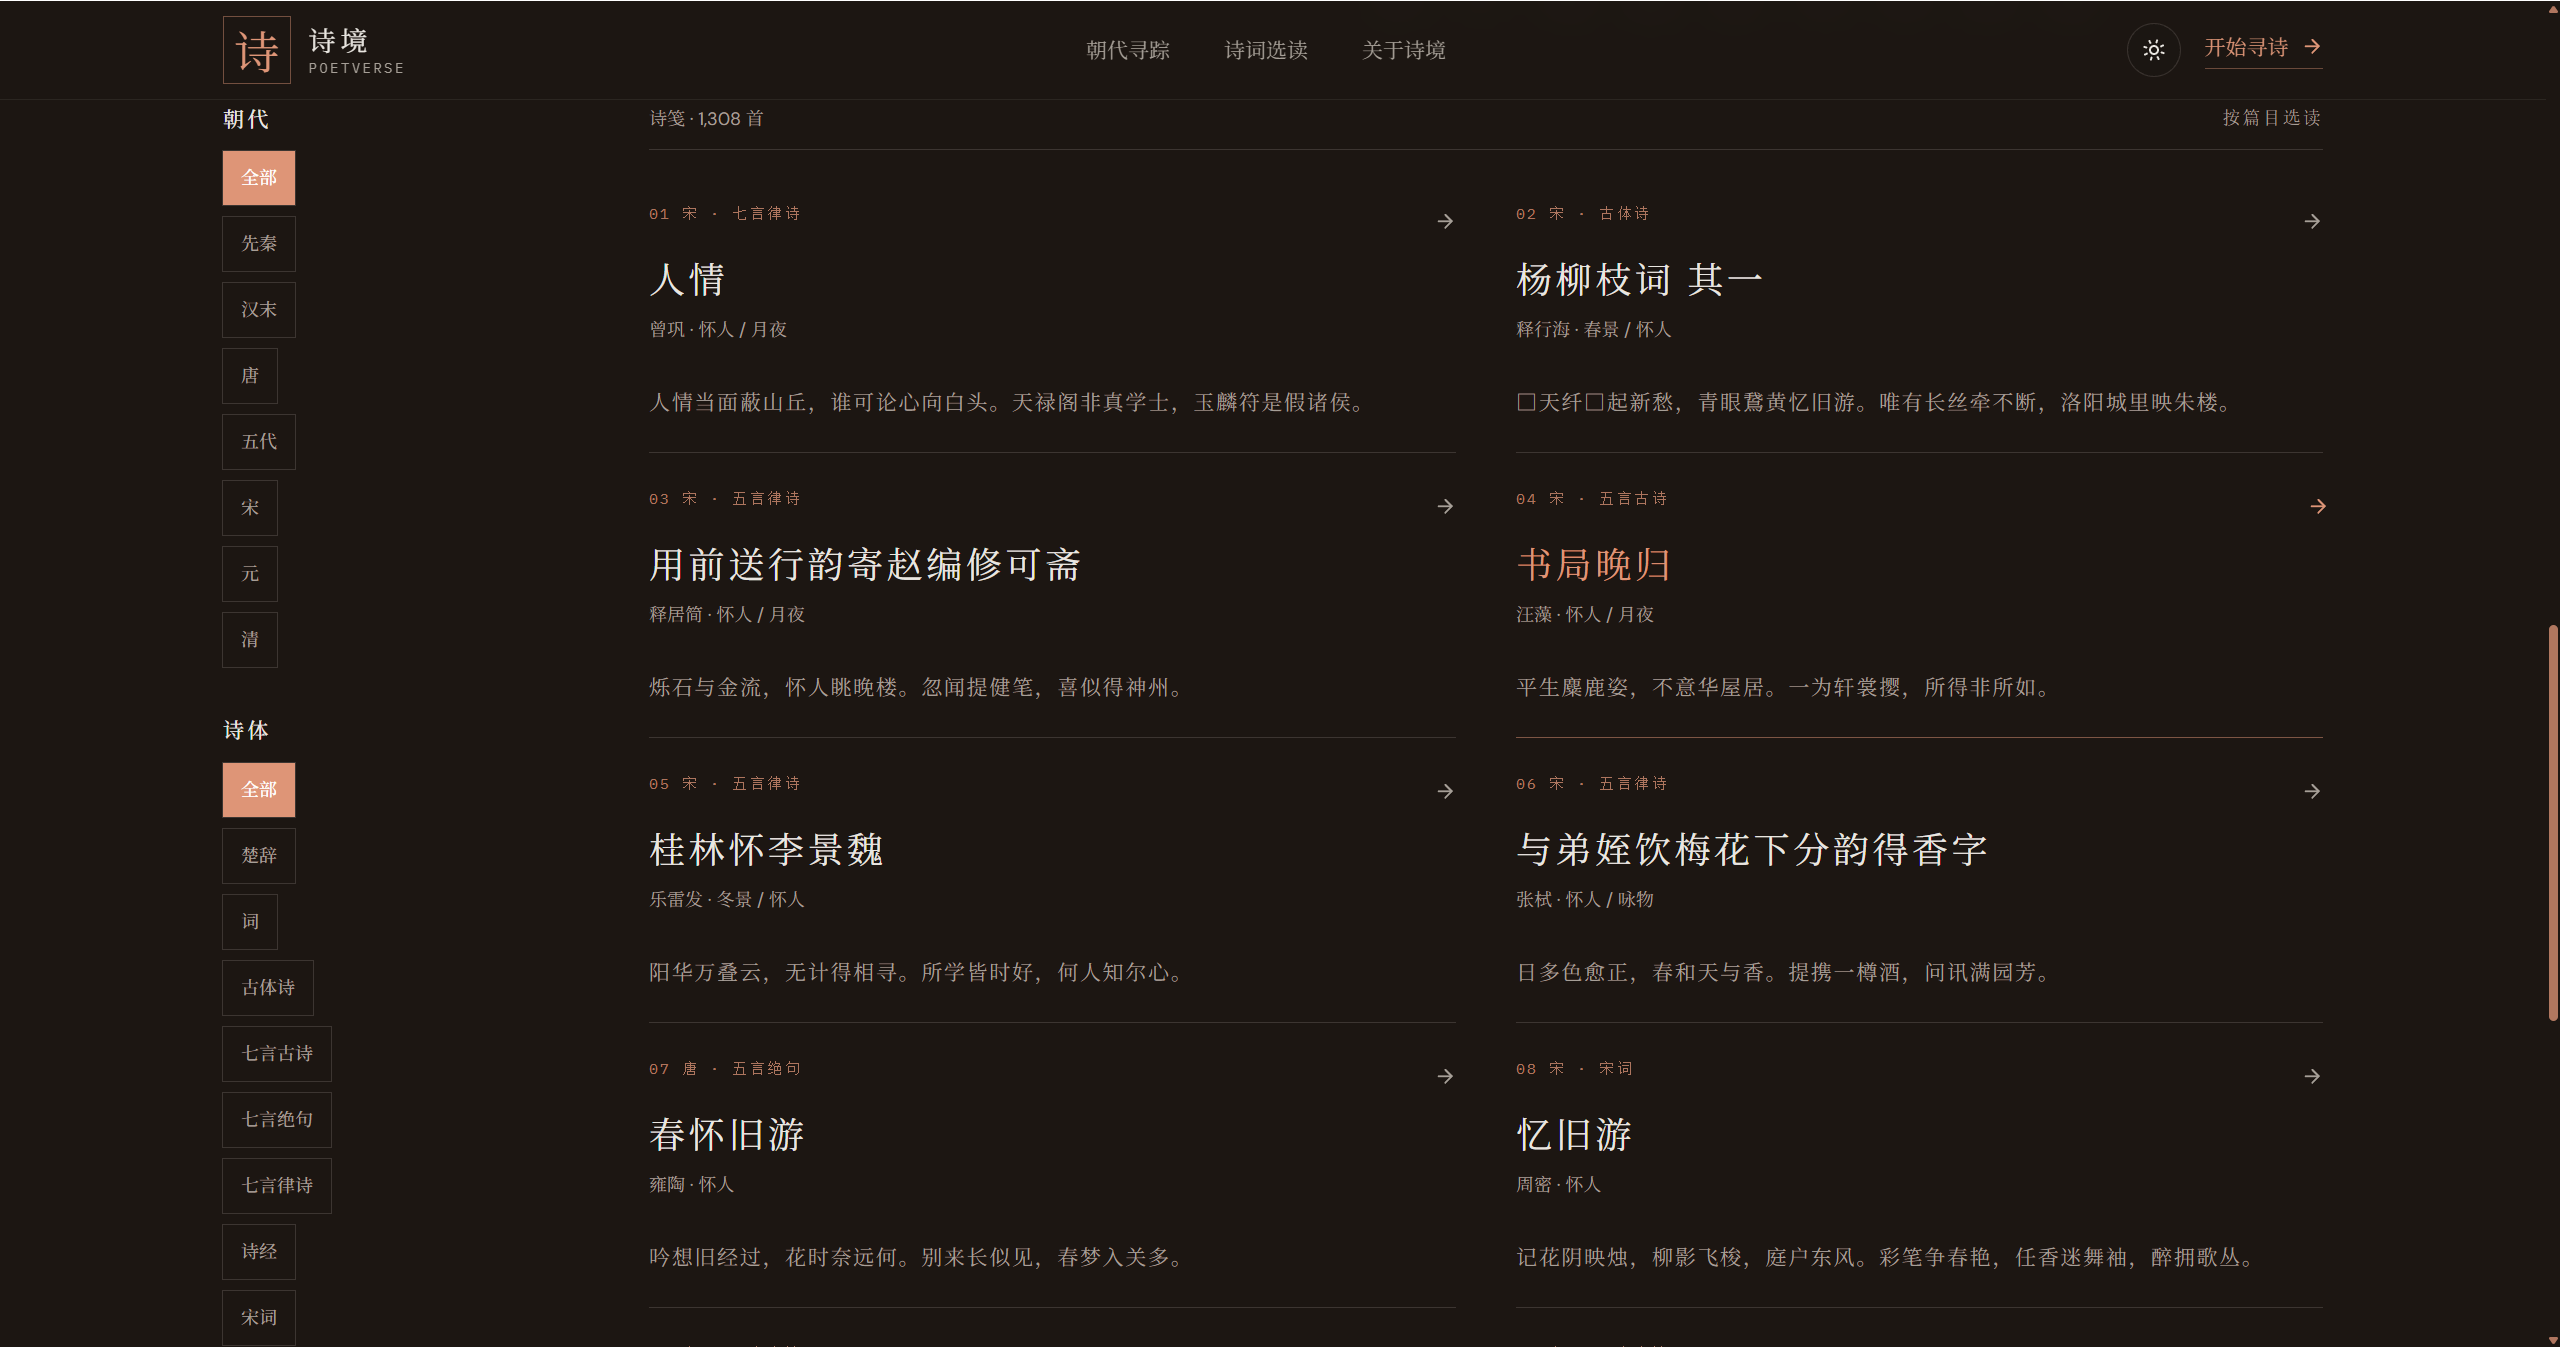 诗
诗境
POETVERSE
朝代寻踪
诗词选读
关于诗境
开始寻诗 →
朝代
全部
先秦
汉末
唐
五代
宋
元
清
诗体
全部
楚辞
词
古体诗
七言古诗
七言绝句
七言律诗
诗经
宋词
诗笺 · 1,308 首
按篇目选读
01 宋 · 七言律诗
人情
曾巩 · 怀人 / 月夜
人情当面蔽山丘，谁可论心向白头。天禄阁非真学士，玉麟符是假诸侯。
02 宋 · 古体诗
杨柳枝词 其一
释行海 · 春景 / 怀人
□天纤□起新愁，青眼鵞黄忆旧游。唯有长丝牵不断，洛阳城里映朱楼。
03 宋 · 五言律诗
用前送行韵寄赵编修可斋
释居简 · 怀人 / 月夜
烁石与金流，怀人眺晚楼。忽闻提健笔，喜似得神州。
04 宋 · 五言古诗
书局晚归
汪藻 · 怀人 / 月夜
平生麋鹿姿，不意华屋居。一为轩裳撄，所得非所如。
05 宋 · 五言律诗
桂林怀李景魏
乐雷发 · 冬景 / 怀人
阳华万叠云，无计得相寻。所学皆时好，何人知尔心。
06 宋 · 五言律诗
与弟姪饮梅花下分韵得香字
张栻 · 怀人 / 咏物
日多色愈正，春和天与香。提携一樽酒，问讯满园芳。
07 唐 · 五言绝句
春怀旧游
雍陶 · 怀人
吟想旧经过，花时奈远何。别来长似见，春梦入关多。
08 宋 · 宋词
忆旧游
周密 · 怀人
记花阴映烛，柳影飞梭，庭户东风。彩笔争春艳，任香迷舞袖，醉拥歌丛。